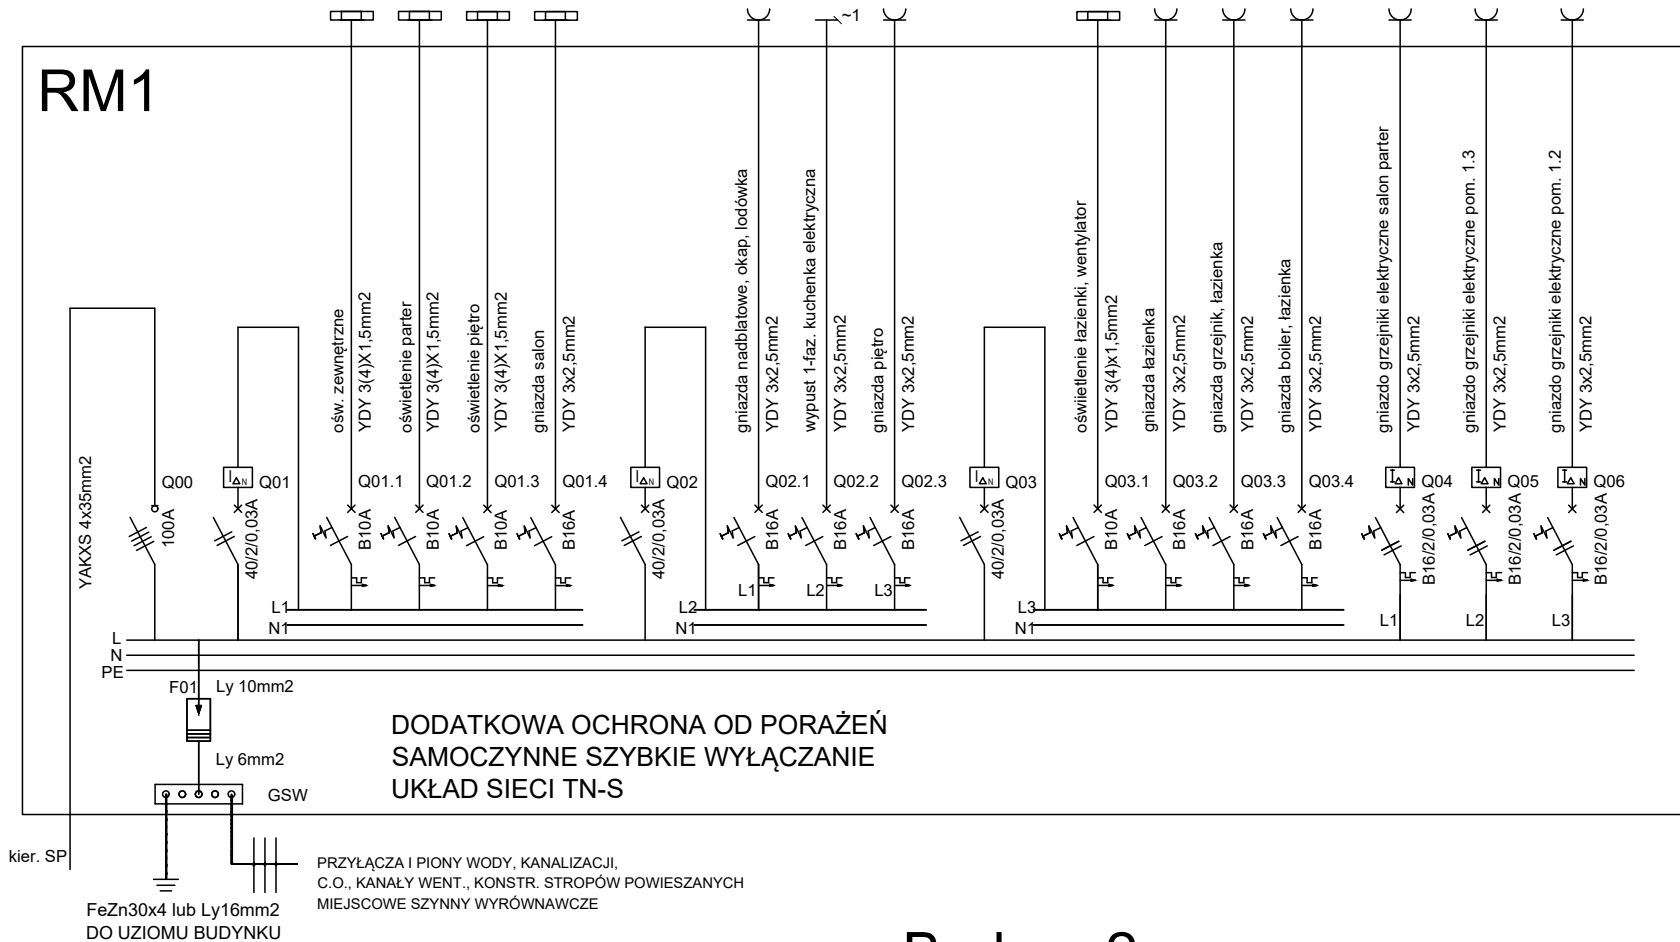 ~1
RM1
YAKXS 4x35mm2
Q00
100A
Q01
I∆N
40/2/0,03A
ośw. zewnętrzne
YDY 3(4)X1,5mm2
Q01.1
B10A
oświetlenie parter
YDY 3(4)X1,5mm2
Q01.2
B10A
oświetlenie piętro
YDY 3(4)X1,5mm2
Q01.3
B10A
gniazda salon
YDY 3x2,5mm2
Q01.4
B16A
L1
N1
Q02
I∆N
40/2/0,03A
gniazda nadblatowe, okap, lodówka
YDY 3x2,5mm2
Q02.1
B16A
L1
wypust 1-faz. kuchenka elektryczna
YDY 3x2,5mm2
Q02.2
B16A
L2
gniazda piętro
YDY 3x2,5mm2
Q02.3
B16A
L3
L2
N1
Q03
I∆N
40/2/0,03A
oświietlenie łazienki, wentylator
YDY 3(4)x1,5mm2
Q03.1
B10A
gniazda łazienka
YDY 3x2,5mm2
Q03.2
B16A
gniazda grzejnik, łazienka
YDY 3x2,5mm2
Q03.3
B16A
gniazda boiler, łazienka
YDY 3x2,5mm2
Q03.4
B16A
L3
N1
gniazdo grzejniki elektryczne salon parter
YDY 3x2,5mm2
I∆N
Q04
B16/2/0,03A
L1
gniazdo grzejniki elektryczne pom. 1.3
YDY 3x2,5mm2
I∆N
Q05
B16/2/0,03A
L2
gniazdo grzejniki elektryczne pom. 1.2
YDY 3x2,5mm2
I∆N
Q06
B16/2/0,03A
L3
L
N
PE
F01
Ly 10mm2
Ly 6mm2
GSW
DODATKOWA OCHRONA OD PORAŻEŃ
SAMOCZYNNE SZYBKIE WYŁĄCZANIE
UKŁAD SIECI TN-S
kier. SP
PRZYŁĄCZA I PIONY WODY, KANALIZACJI,
C.O., KANAŁY WENT., KONSTR. STROPÓW POWIESZANYCH
MIEJSCOWE SZYNNY WYRÓWNAWCZE
FeZn30x4 lub Ly16mm2
DO UZIOMU BUDYNKU